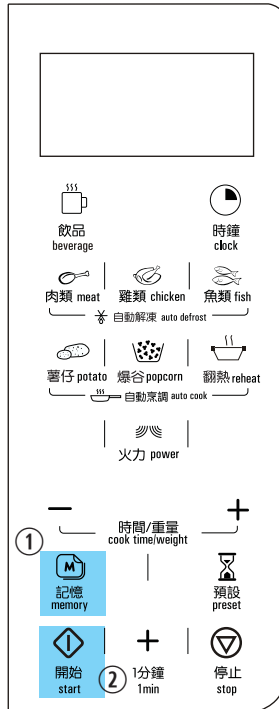 飲品
beverage
時鐘
clock
肉類 meat
雞類 chicken
魚類 fish
自動解凍 auto defrost
薯仔 potato
爆谷 popcorn
翻熱 reheat
自動烹調 auto cook
火力 power
− +
時間/重量
cook time/weight
①
M
記憶
memory
預設
preset
開始
start
②
+
1分鐘
1min
停止
stop